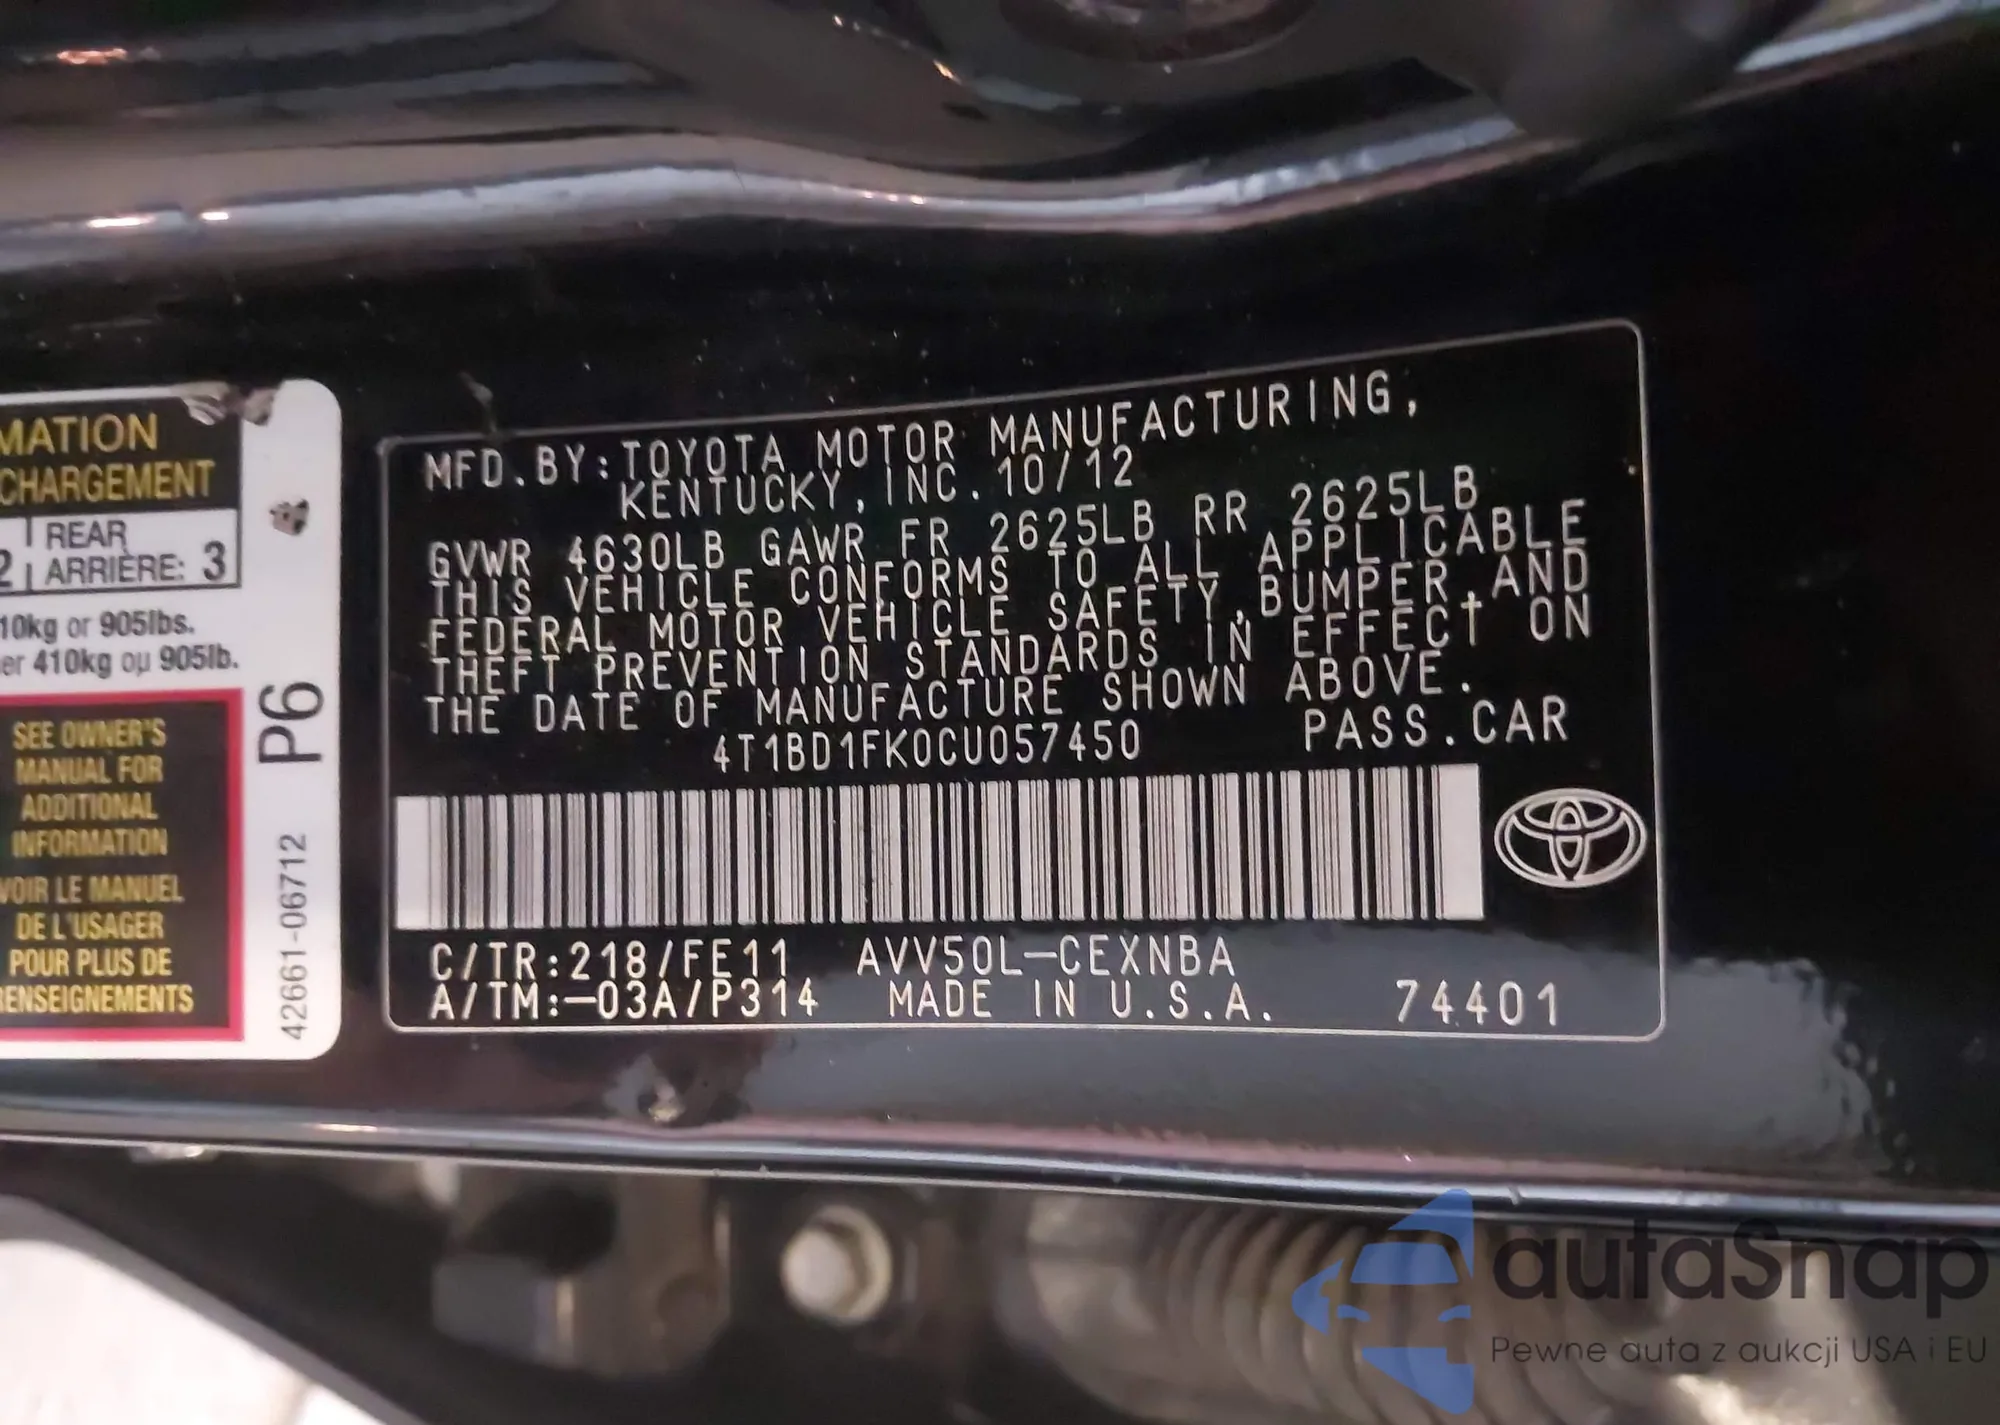 MATION
CHARGEMENT
REAR
2 ARRIÈRE: 3
10kg or 905lbs.
er 410kg ou 905lb.
SEE OWNER'S
MANUAL FOR
ADDITIONAL
INFORMATION
VOIR LE MANUEL
DE L'USAGER
POUR PLUS DE
RENSEIGNEMENTS
P6
42661-06712
MFD.BY:TOYOTA MOTOR MANUFACTURING,
KENTUCKY, INC. 10/12
GVWR 4630LB GAWR FR 2625LB RR 2625LB
THIS VEHICLE CONFORMS TO ALL APPLICABLE
FEDERAL MOTOR VEHICLE SAFETY,BUMPER,AND
THEFT PREVENTION STANDARDS IN EFFECT ON
THE DATE OF MANUFACTURE SHOWN ABOVE.
4T1BD1FK0CU057450 PASS.CAR
C/TR:218/FE11 AVV50L-CEXNBA
A/TM:-03A/P314 MADE IN U.S.A. 74401
autaSnap
Pewne auta z aukcji USA i EU